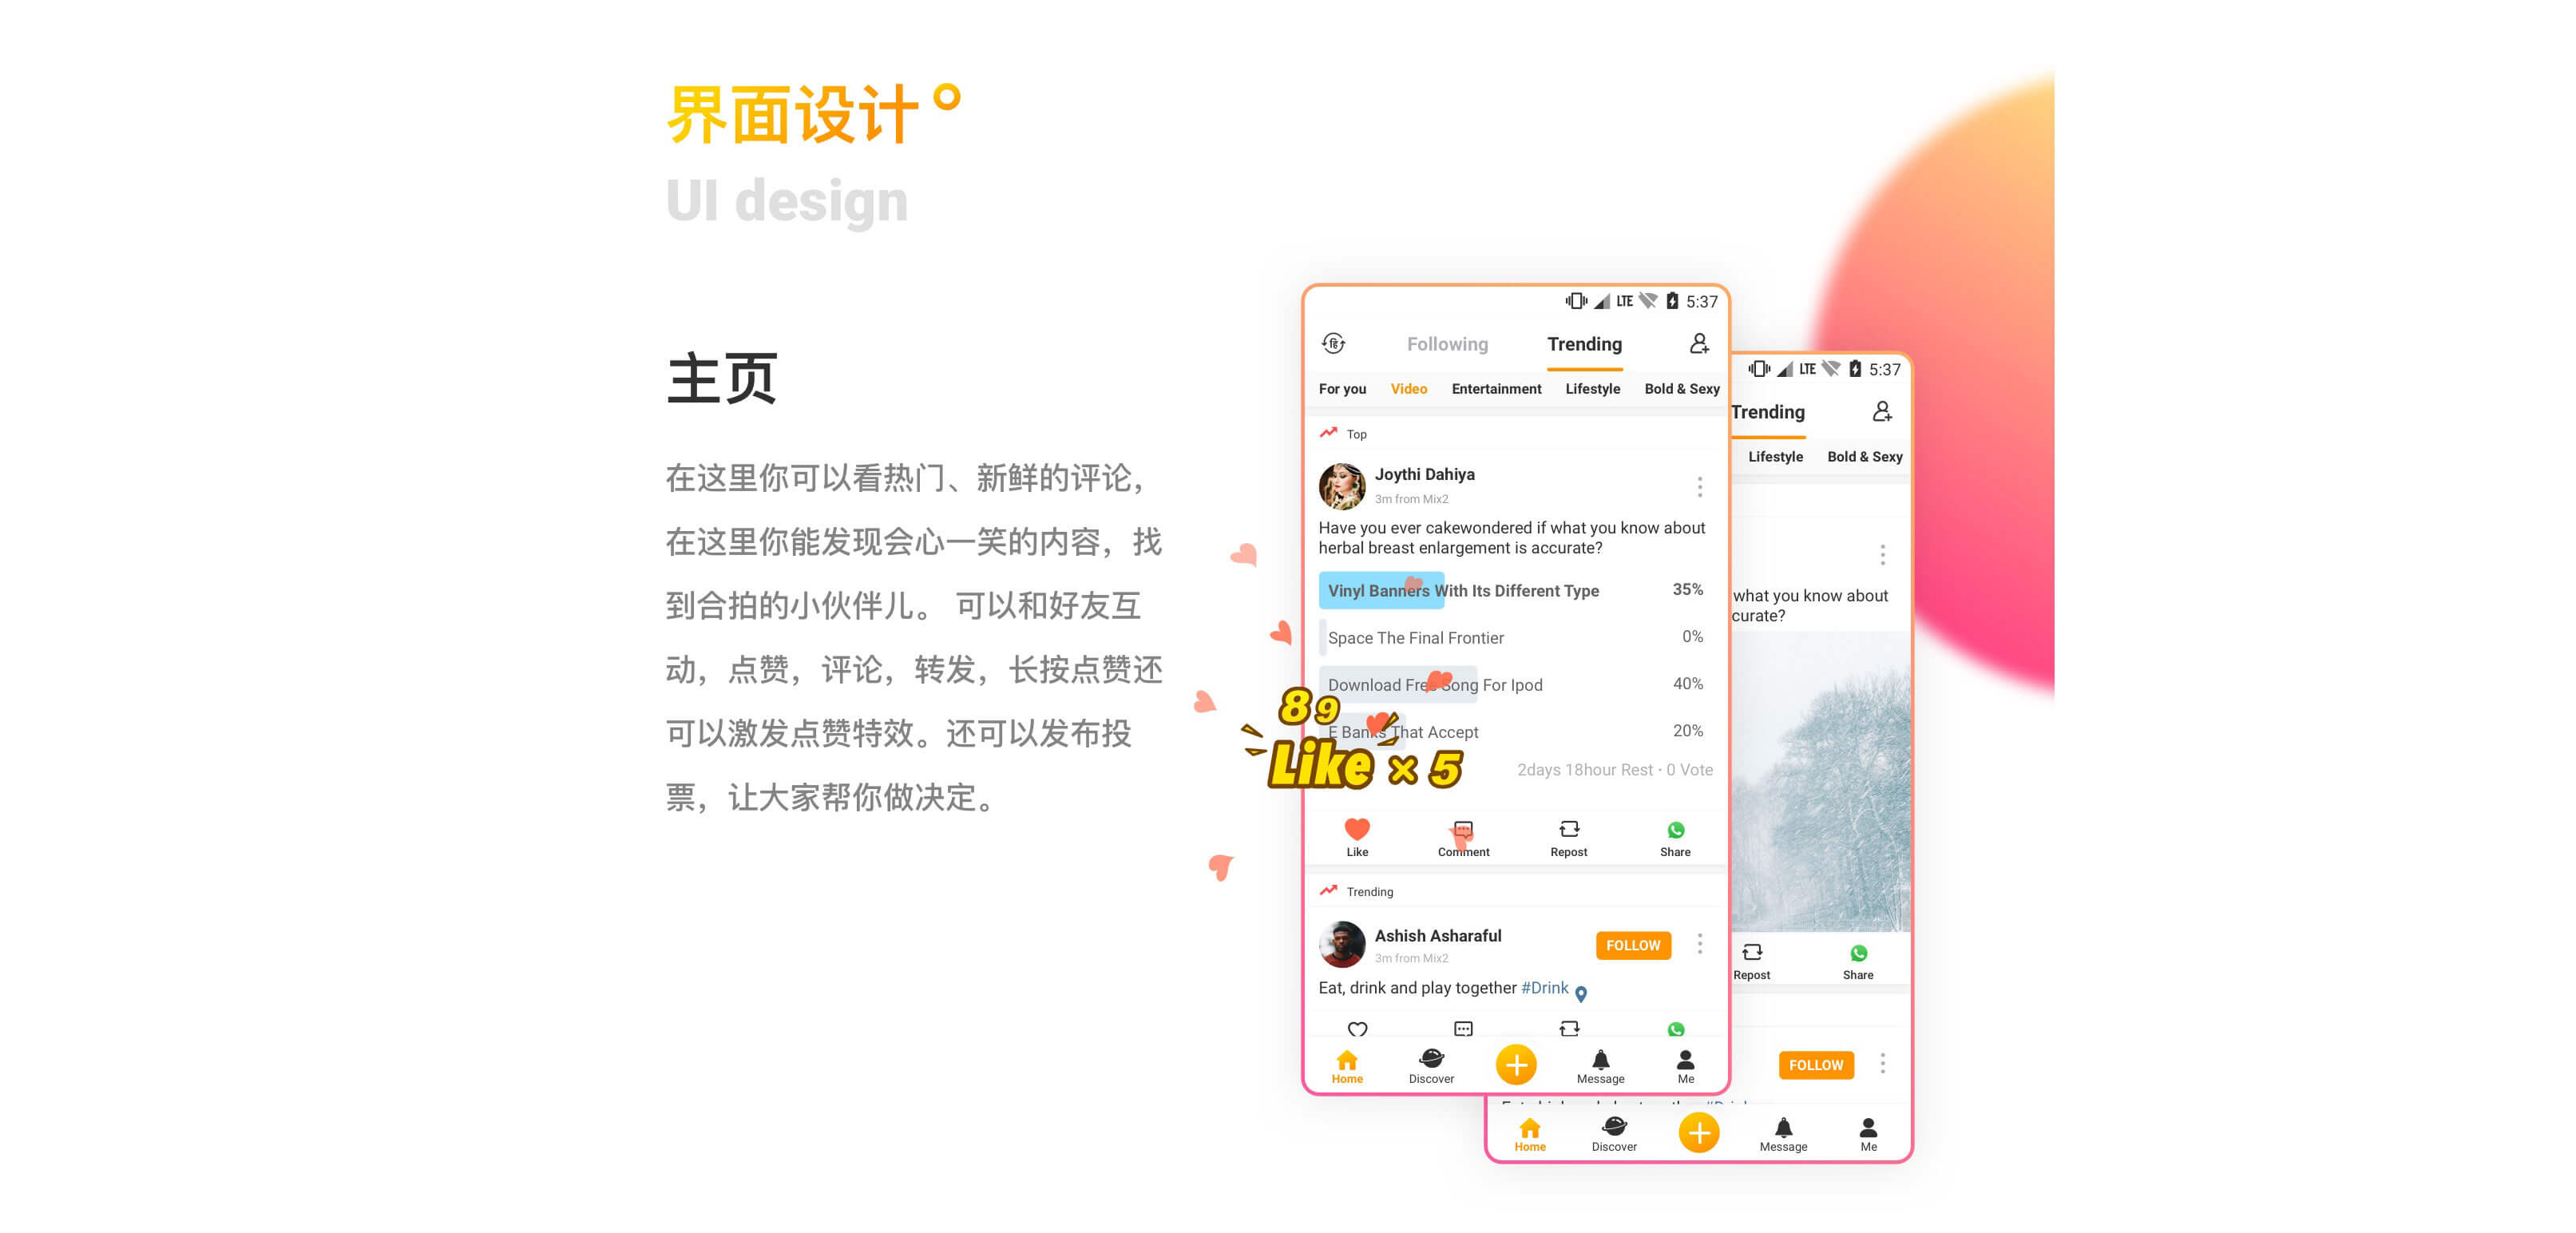 界面设计
UI design
主页
在这里你可以看热门、新鲜的评论，
在这里你能发现会心一笑的内容，找
到合拍的小伙伴儿。 可以和好友互
动，点赞，评论，转发，长按点赞还
可以激发点赞特效。还可以发布投
票，让大家帮你做决定。
LTE 5:37
हिं
Following Trending
For you Video Entertainment Lifestyle Bold & Sexy
Top
Joythi Dahiya
3m from Mix2
Have you ever cakewondered if what you know about
herbal breast enlargement is accurate?
Vinyl Banners With Its Different Type 35%
Space The Final Frontier 0%
Download Free Song For Ipod 40%
E Banks That Accept 20%
89
Like × 5
2days 18hour Rest · 0 Vote
Like Comment Repost Share
Trending
Ashish Asharaful
3m from Mix2
FOLLOW
Eat, drink and play together #Drink
Home Discover Message Me
LTE 5:37
Trending
Lifestyle Bold & Sexy
what you know about
curate?
Repost Share
FOLLOW
Home Discover Message Me